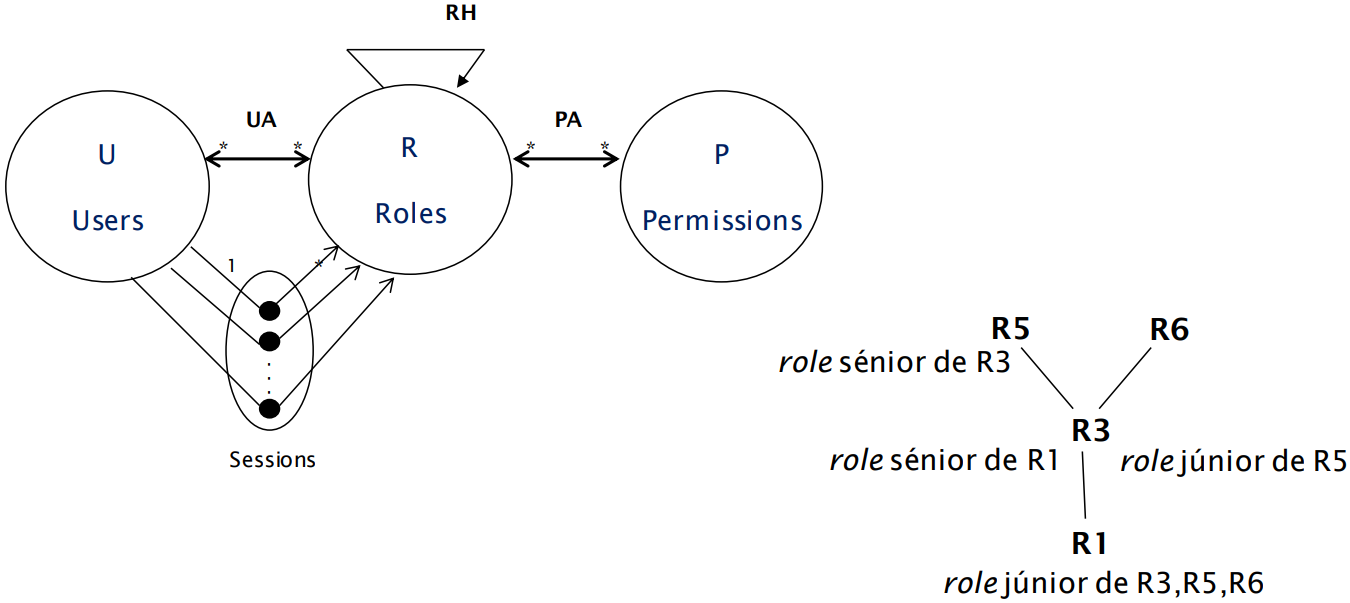 RH
UA
PA
* *
* *
U
Users
R
Roles
P
Permissions
1
*
Sessions
R5
R6
role sénior de R3
R3
role sénior de R1
role júnior de R5
R1
role júnior de R3,R5,R6